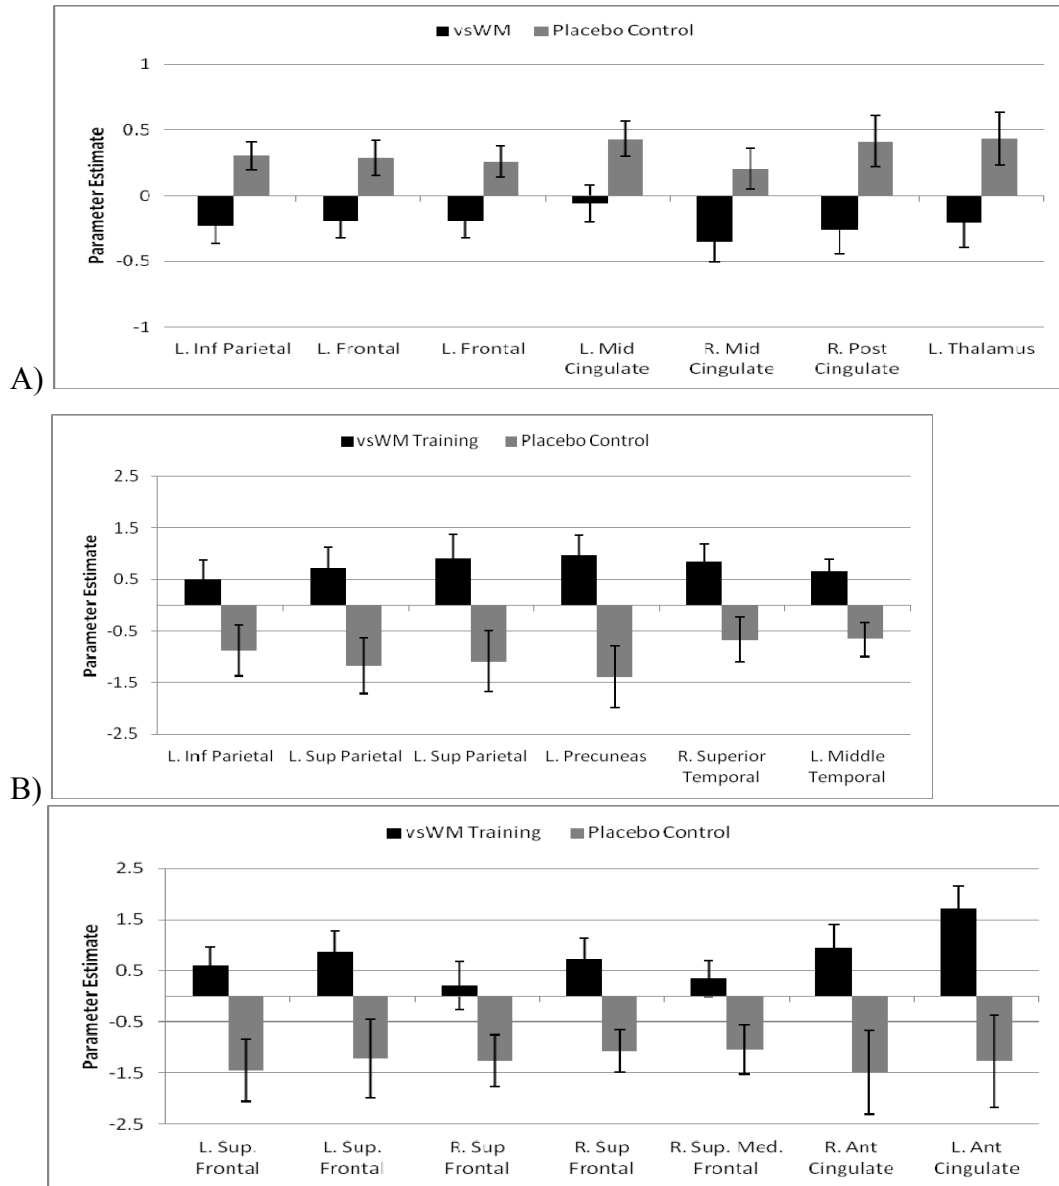 vsWM Placebo Control
Parameter Estimate
1
0.5
0
-0.5
-1
L. Inf Parietal L. Frontal L. Frontal L. Mid R. Mid R. Post L. Thalamus
Cingulate Cingulate Cingulate
A)
vsWM Training Placebo Control
Parameter Estimate
2.5
1.5
0.5
-0.5
-1.5
-2.5
L. Inf Parietal L. Sup Parietal L. Sup Parietal L. Precuneas R. Superior L. Middle
Temporal Temporal
B)
vsWM Training Placebo Control
Parameter Estimate
2.5
1.5
0.5
-0.5
-1.5
-2.5
L. Sup. L. Sup. R. Sup R. Sup R. Sup. Med. R. Ant L. Ant
Frontal Frontal Frontal Frontal Frontal Cingulate Cingulate